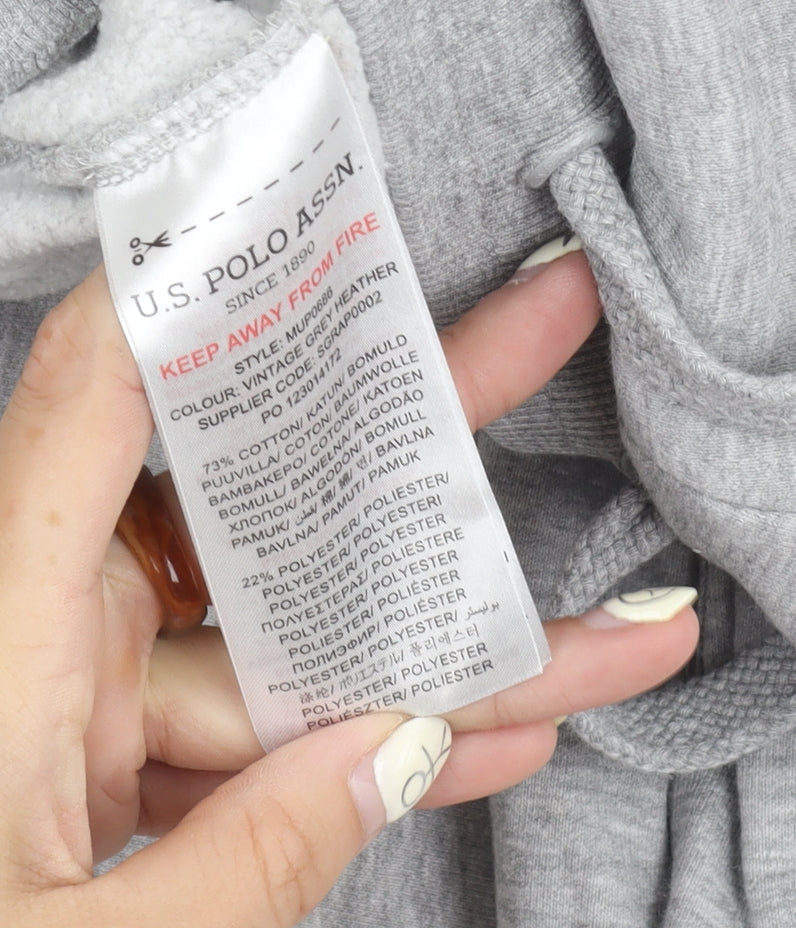 U.S. POLO ASSN.
SINCE 1890
KEEP AWAY FROM FIRE
STYLE: MUP0686
COLOUR: VINTAGE GREY HEATHER
SUPPLIER CODE: SGRAP0002
PO 123014172
73% COTTON/ KATUN/ BOMULD
PUUVILLA/ COTON/ BAUMWOLLE
ΒΑΜΒΑΚΕΡΟ/ COTONE/ KATOEN
BOMULL/ BAWEŁNA/ ALGODÃO
ХЛОПОК/ ALGODÓN/ BOMULL
PAMUK/ قطن/ 棉/ 綿/ 면/ BAVLNA
BAVLNA/ PAMUT/ PAMUK
22% POLYESTER/ POLIESTER/
POLYESTER/ POLYESTERI
POLYESTER/ POLYESTER
ΠΟΛΥΕΣΤΕΡΑΣ/ POLIESTERE
POLYESTER/ POLYESTER
POLIESTER/ POLIÉSTER
ПОЛИЭФИР/ POLIÉSTER
POLYESTER/ POLYESTER/ بوليستر
涤纶/ ポリエステル/ 폴리에스터
POLYESTER/ POLYESTER
POLIÉSZTER/ POLIESTER